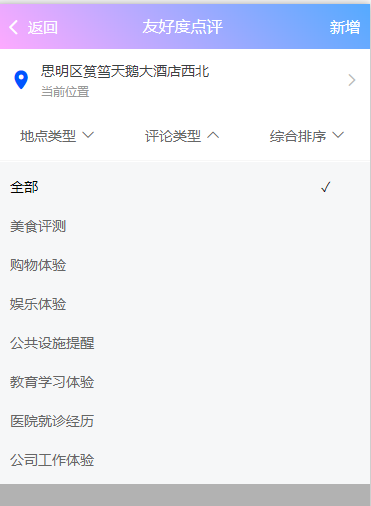 返回 友好度点评 新增
思明区筼筜天鹅大酒店西北
当前位置
地点类型 评论类型 综合排序
全部
美食评测
购物体验
娱乐体验
公共设施提醒
教育学习体验
医院就诊经历
公司工作体验